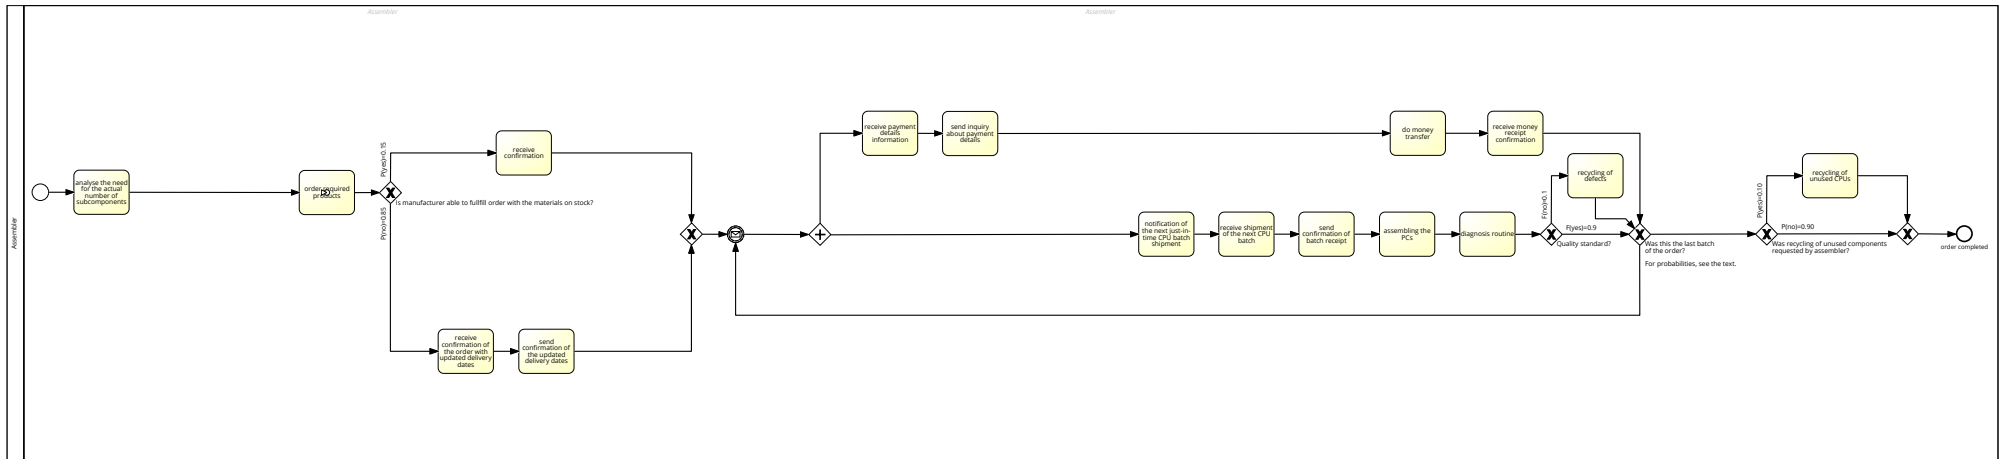 Assembler
Assembler
Assembler
analyse the need
for the actual
number of
subcomponents
order required
products
P(yes)=0.15
P(no)=0.85
Is manufacturer able to fullfill order with the materials on stock?
receive
confirmation
receive
confirmation of
the order with
updated delivery
dates
send
confirmation of
the updated
delivery dates
receive payment
details
information
send inquiry
about payment
details
do money
transfer
receive money
receipt
confirmation
notification of
the next just-in-
time CPU batch
shipment
receive shipment
of the next CPU
batch
send
confirmation of
batch receipt
assembling the
PCs
diagnosis routine
F(no)=0.1
F(yes)=0.9
Quality standard?
recycling of
defects
Was this the last batch
of the order?
For probabilities, see the text.
P(yes)=0.10
P(no)=0.90
Was recycling of unused components
requested by assembler?
recycling of
unused CPUs
order completed